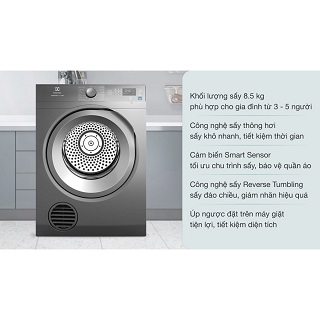 Electrolux
Khối lượng sấy 8.5 kg
phù hợp cho gia đình từ 3 - 5 người
Công nghệ sấy thông hơi
sấy khô nhanh, tiết kiệm thời gian
Cảm biến Smart Sensor
tối ưu chu trình sấy, bảo vệ quần áo
Công nghệ sấy Reverse Tumbling
sấy đảo chiều, giảm nhăn hiệu quả
Úp ngược đặt trên máy giặt
tiện lợi, tiết kiệm diện tích